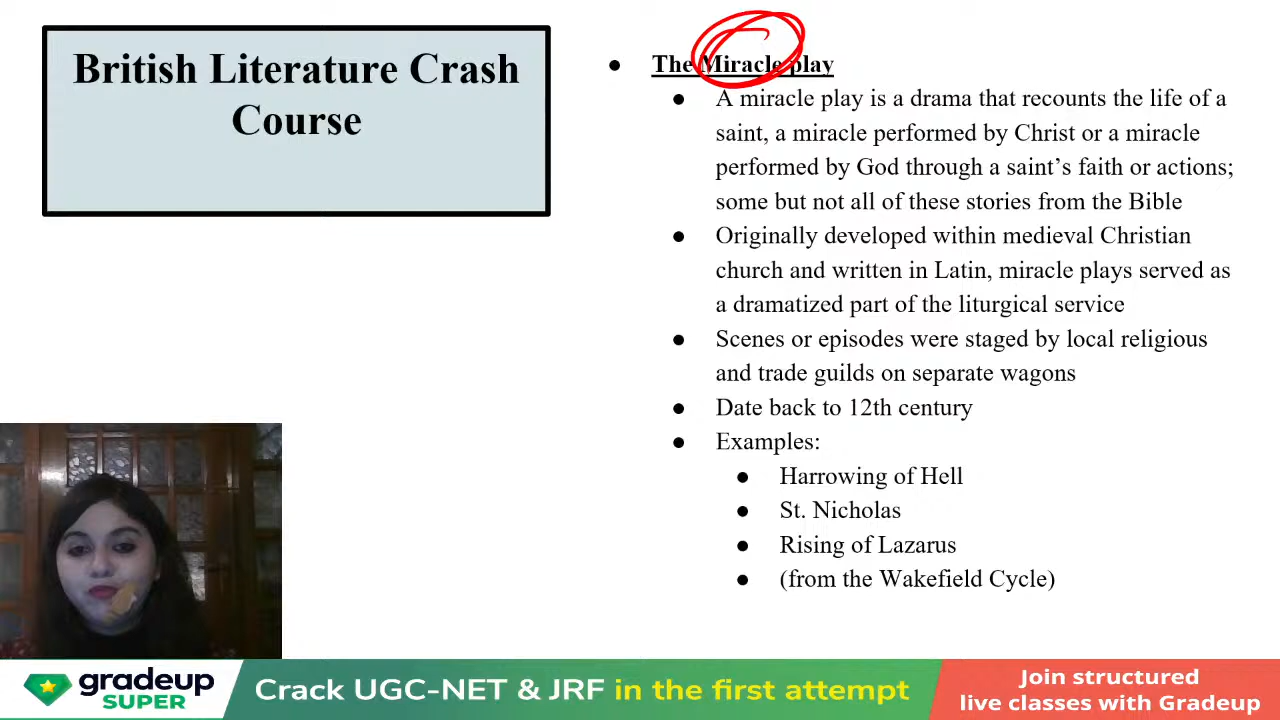 British Literature Crash
Course
● The Miracle play
● A miracle play is a drama that recounts the life of a
saint, a miracle performed by Christ or a miracle
performed by God through a saint’s faith or actions;
some but not all of these stories from the Bible
● Originally developed within medieval Christian
church and written in Latin, miracle plays served as
a dramatized part of the liturgical service
● Scenes or episodes were staged by local religious
and trade guilds on separate wagons
● Date back to 12th century
● Examples:
● Harrowing of Hell
● St. Nicholas
● Rising of Lazarus
● (from the Wakefield Cycle)
gradeup
SUPER
Crack UGC-NET & JRF in the first attempt
Join structured
live classes with Gradeup